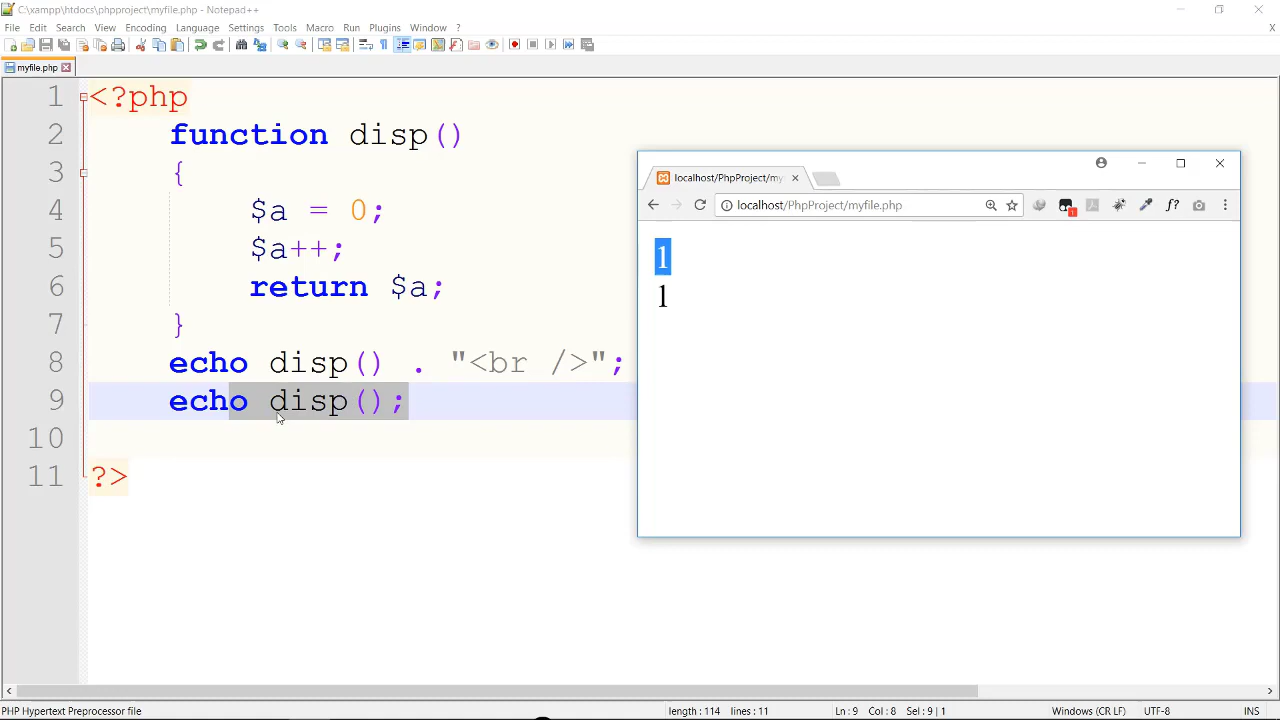 C:\xampp\htdocs\phpproject\myfile.php - Notepad++
File Edit Search View Encoding Language Settings Tools Macro Run Plugins Window ?
X
myfile.php
1 <?php
2 function disp()
3 {
4 $a = 0;
5 $a++;
6 return $a;
7 }
8 echo disp() . "<br />";
9 echo disp();
10
11 ?>
localhost/PhpProject/my
localhost/PhpProject/myfile.php
1
f?
1
1
PHP Hypertext Preprocessor file
length : 114 lines : 11
Ln : 9 Col : 8 Sel : 9 | 1
Windows (CR LF)
UTF-8
INS